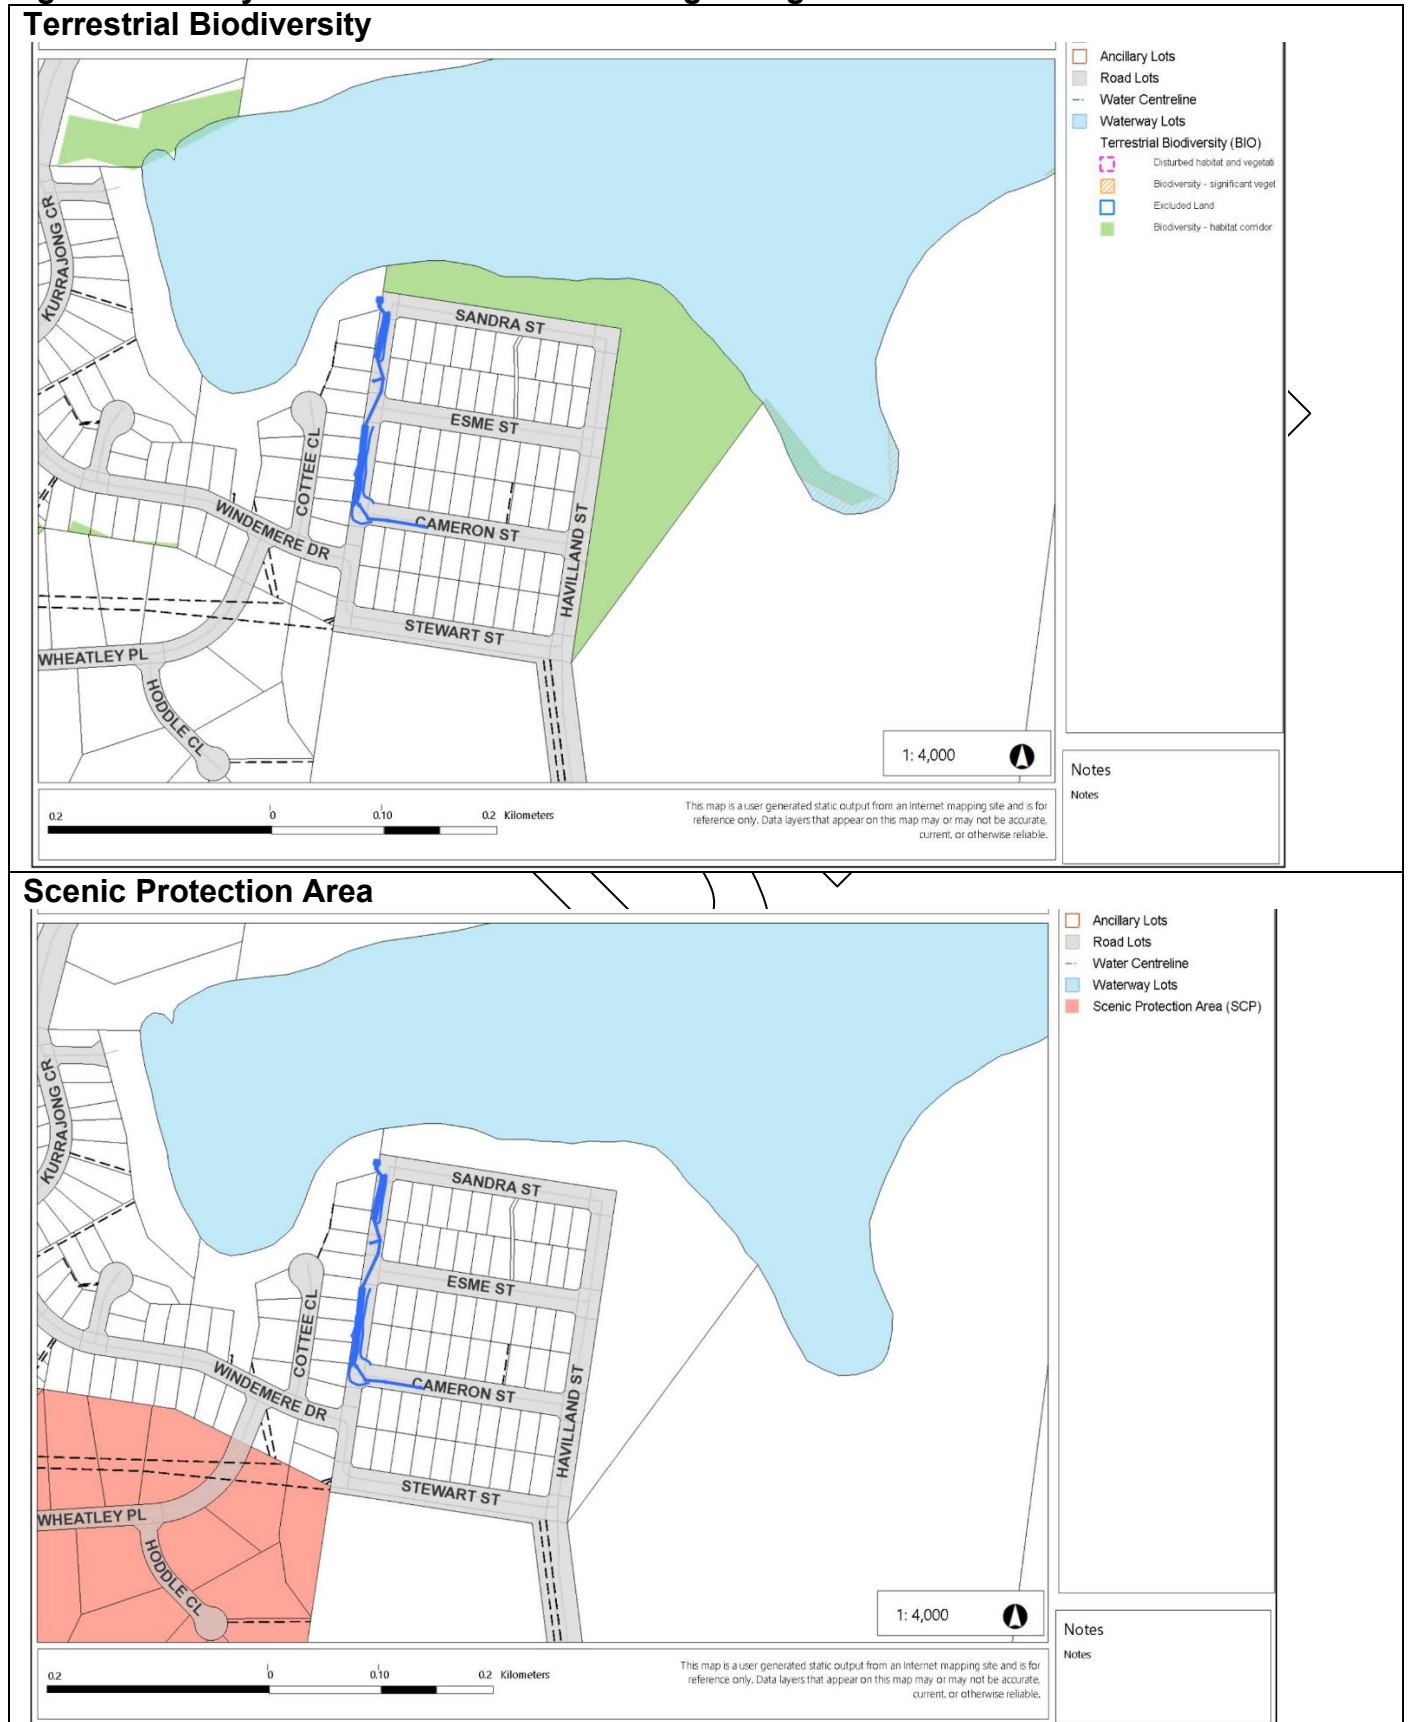 Terrestrial Biodiversity
Ancillary Lots
Road Lots
Water Centreline
Waterway Lots
Terrestrial Biodiversity (BIO)
Disturbed habitat and vegetati
Biodiversity - significant veget
Excluded Land
Biodiversity - habitat corridor
KURRAJONG CR
SANDRA ST
ESME ST
COTTEE CL
WINDEMERE DR
CAMERON ST
HAVILLAND ST
STEWART ST
WHEATLEY PL
HODDLE CL
1: 4,000
Notes
Notes
0.2 0 0.10 0.2 Kilometers
This map is a user generated static output from an Internet mapping site and is for
reference only. Data layers that appear on this map may or may not be accurate,
current, or otherwise reliable.
Scenic Protection Area
Ancillary Lots
Road Lots
Water Centreline
Waterway Lots
Scenic Protection Area (SCP)
KURRAJONG CR
SANDRA ST
ESME ST
COTTEE CL
WINDEMERE DR
CAMERON ST
HAVILLAND ST
STEWART ST
WHEATLEY PL
HODDLE CL
1: 4,000
Notes
Notes
0.2 0 0.10 0.2 Kilometers
This map is a user generated static output from an Internet mapping site and is for
reference only. Data layers that appear on this map may or may not be accurate,
current, or otherwise reliable.